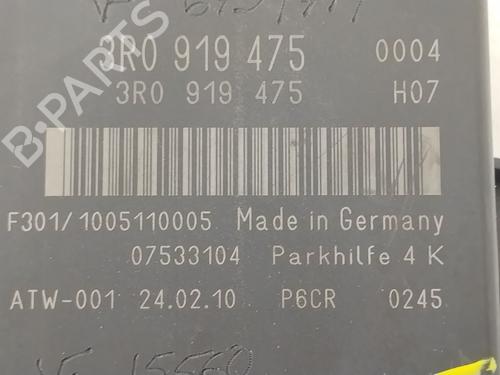 3R0 919 475 0004
3R0 919 475 H07
B-PARTS
F301/1005110005 Made in Germany
07533104 Parkhilfe 4 K
ATW-001 24.02.10 P6CR 0245
15560